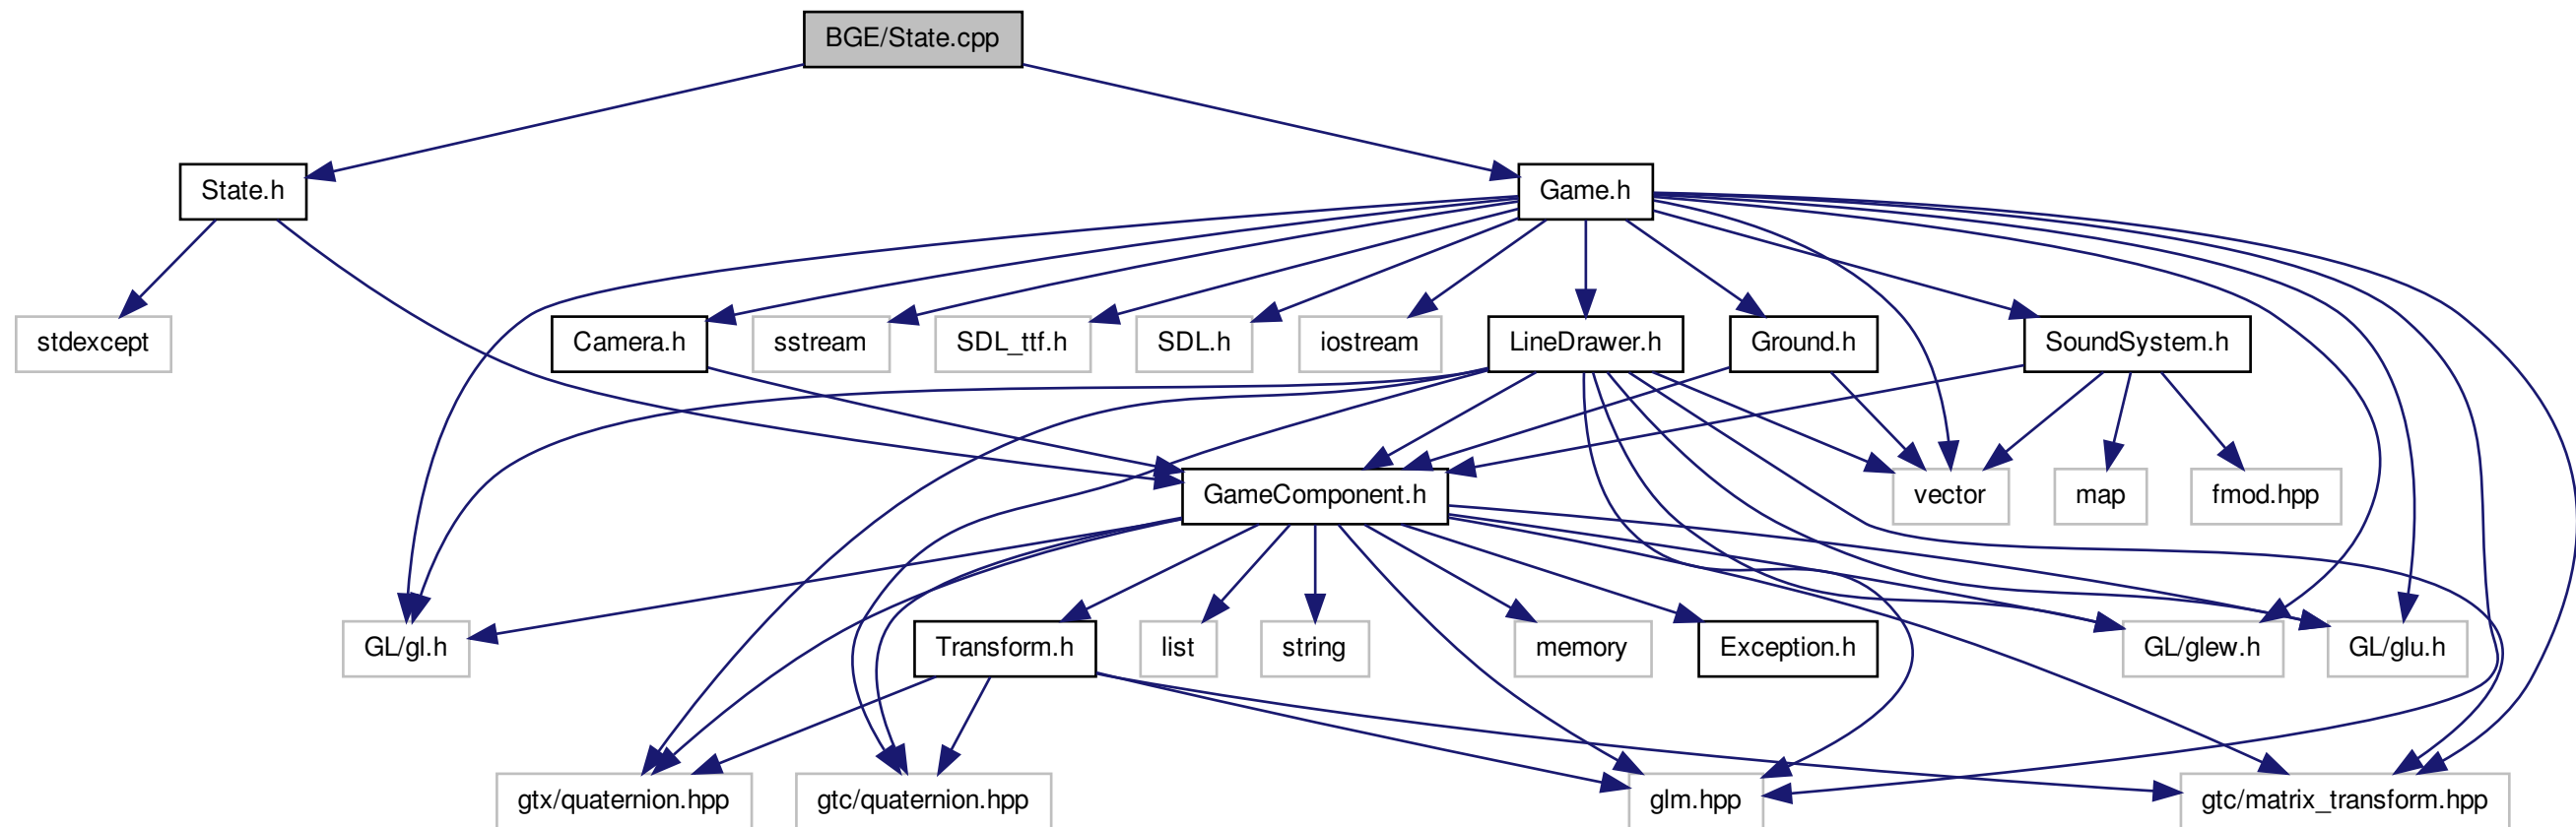 BGE/State.cpp
State.h
Game.h
stdexcept
Camera.h
sstream
SDL_ttf.h
SDL.h
iostream
LineDrawer.h
Ground.h
SoundSystem.h
GameComponent.h
vector
map
fmod.hpp
GL/gl.h
Transform.h
list
string
memory
Exception.h
GL/glew.h
GL/glu.h
gtx/quaternion.hpp
gtc/quaternion.hpp
glm.hpp
gtc/matrix_transform.hpp